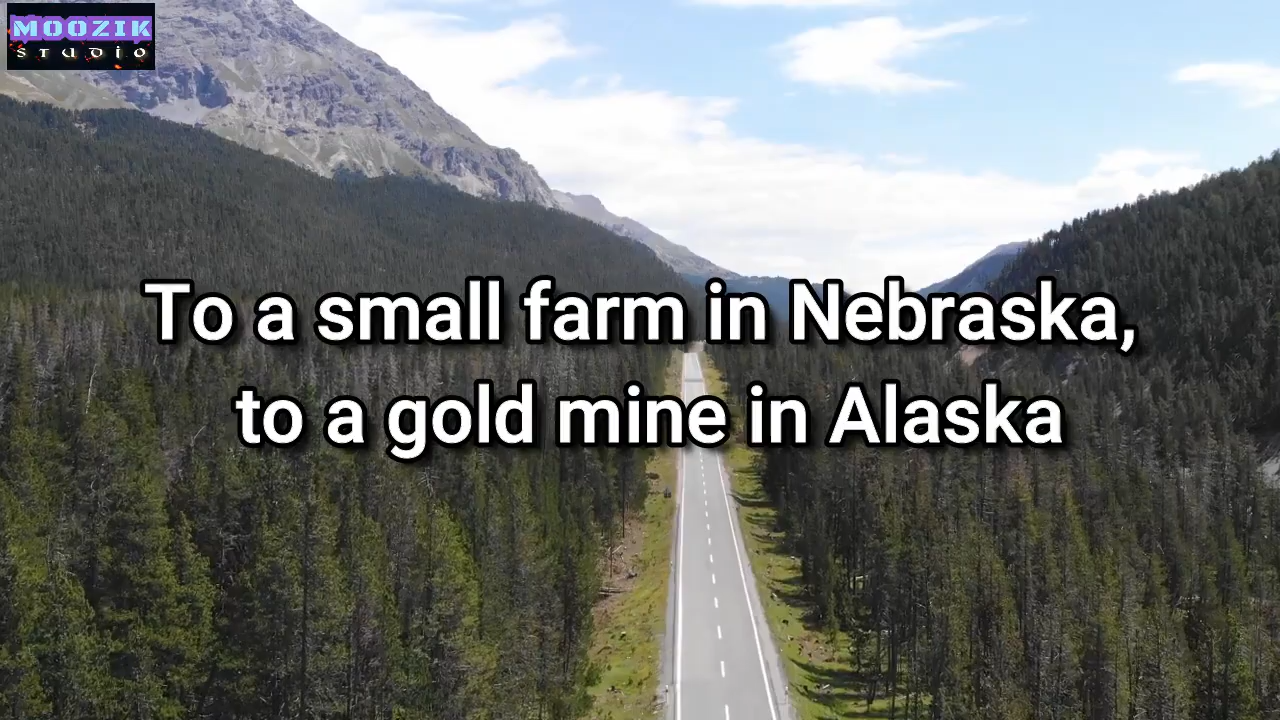 MOOZIK
STUDIO
To a small farm in Nebraska,
to a gold mine in Alaska